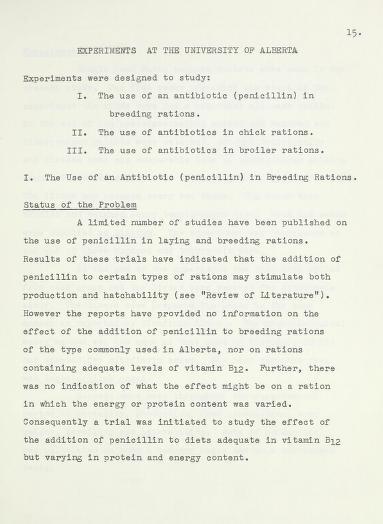 15.
EXPERIMENTS AT THE UNIVERSITY OF ALBERTA
Experiments were designed to study:
I. The use of an antibiotic (penicillin) in
breeding rations.
II. The use of antibiotics in chick rations.
III. The use of antibiotics in broiler rations.
I. The Use of an Antibiotic (penicillin) in Breeding Rations.
Status of the Problem
A limited number of studies have been published on
the use of penicillin in laying and breeding rations.
Results of these trials have indicated that the addition of
penicillin to certain types of rations may stimulate both
production and hatchability (see "Review of Literature").
However the reports have provided no information on the
effect of the addition of penicillin to breeding rations
of the type commonly used in Alberta, nor on rations
containing adequate levels of vitamin B12. Further, there
was no indication of what the effect might be on a ration
in which the energy or protein content was varied.
Consequently a trial was initiated to study the effect of
the addition of penicillin to diets adequate in vitamin B12
but varying in protein and energy content.